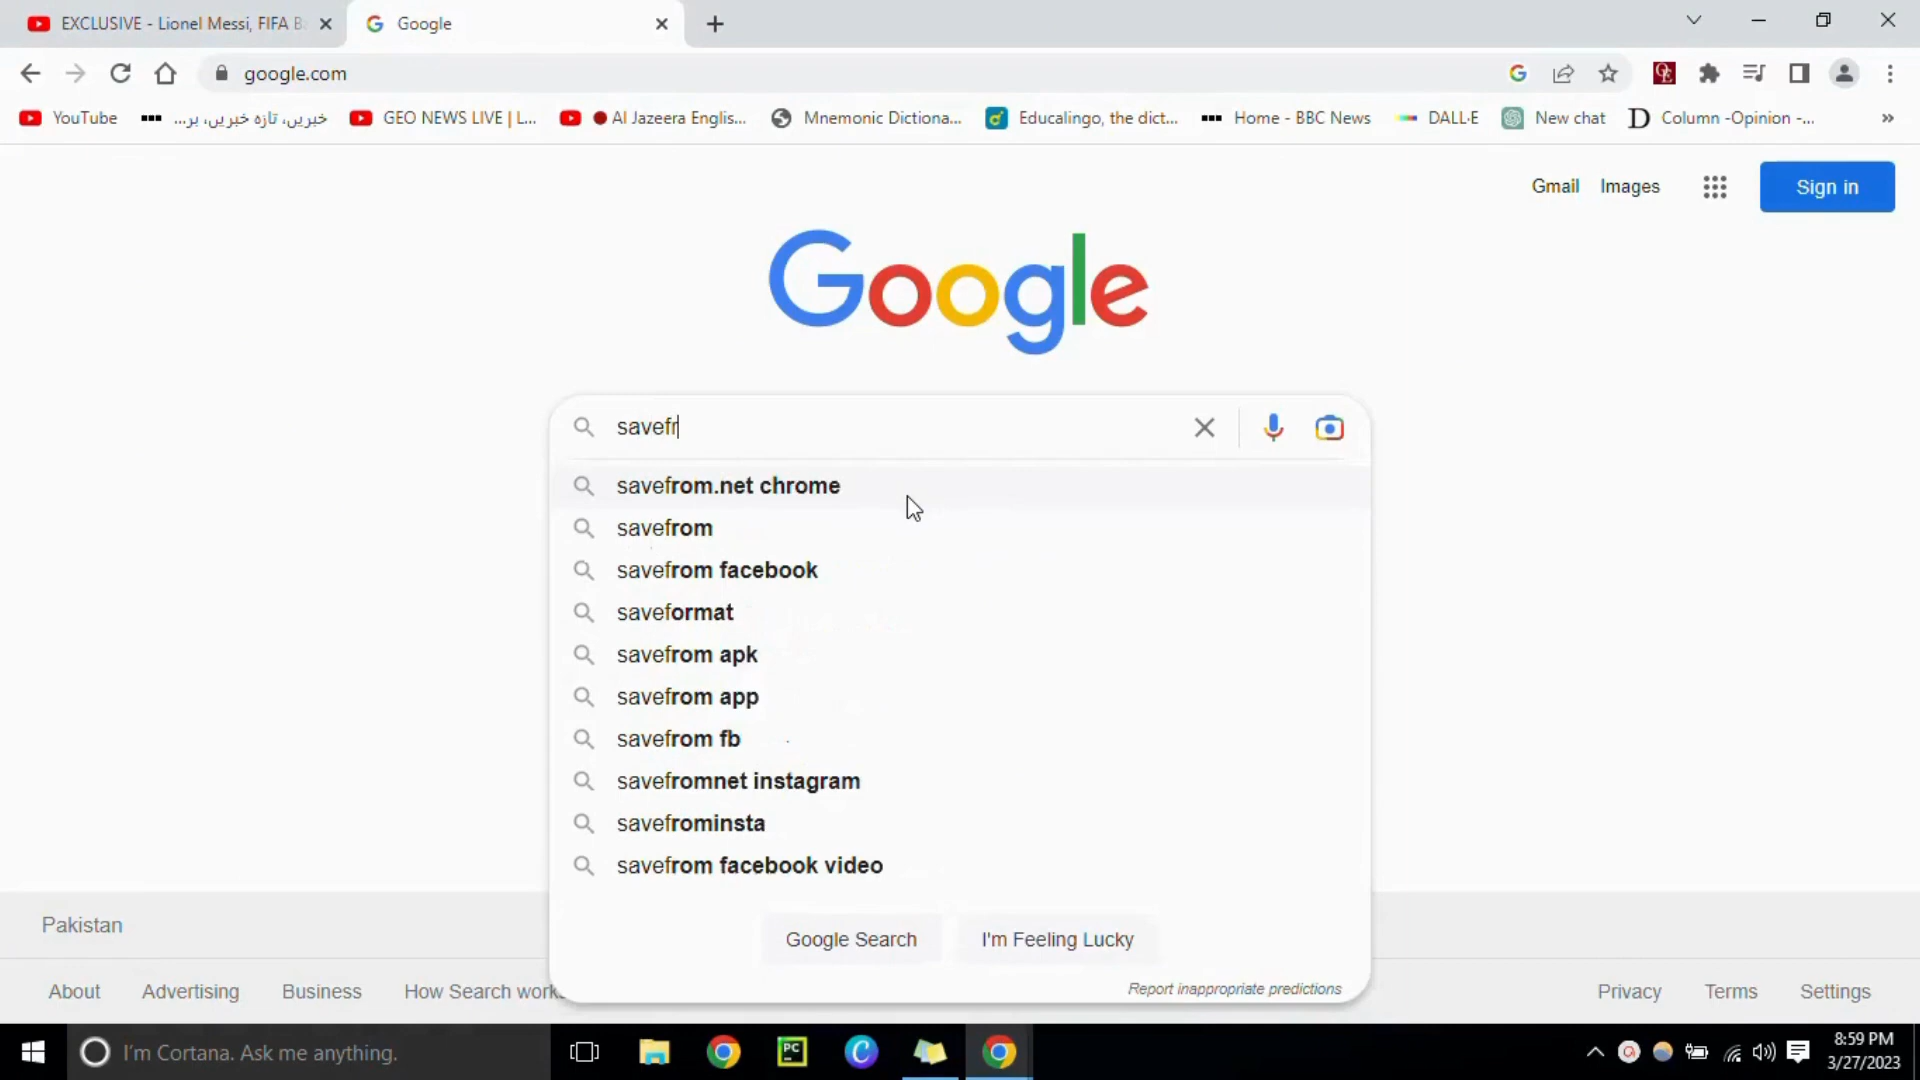 EXCLUSIVE - Lionel Messi, FIFA B
Google
google.com
YouTube
خبریں، تازہ خبریں، بر...
GEO NEWS LIVE | L...
Al Jazeera Englis...
Mnemonic Dictiona...
Educalingo, the dict...
Home - BBC News
DALL·E
New chat
Column -Opinion -...
Gmail
Images
Sign in
Google
savefr
savefrom.net chrome
savefrom
savefrom facebook
saveformat
savefrom apk
savefrom app
savefrom fb
savefromnet instagram
savefrominsta
savefrom facebook video
Google Search
I'm Feeling Lucky
Report inappropriate predictions
Pakistan
About
Advertising
Business
How Search works
Privacy
Terms
Settings
I'm Cortana. Ask me anything.
PC
8:59 PM
3/27/2023